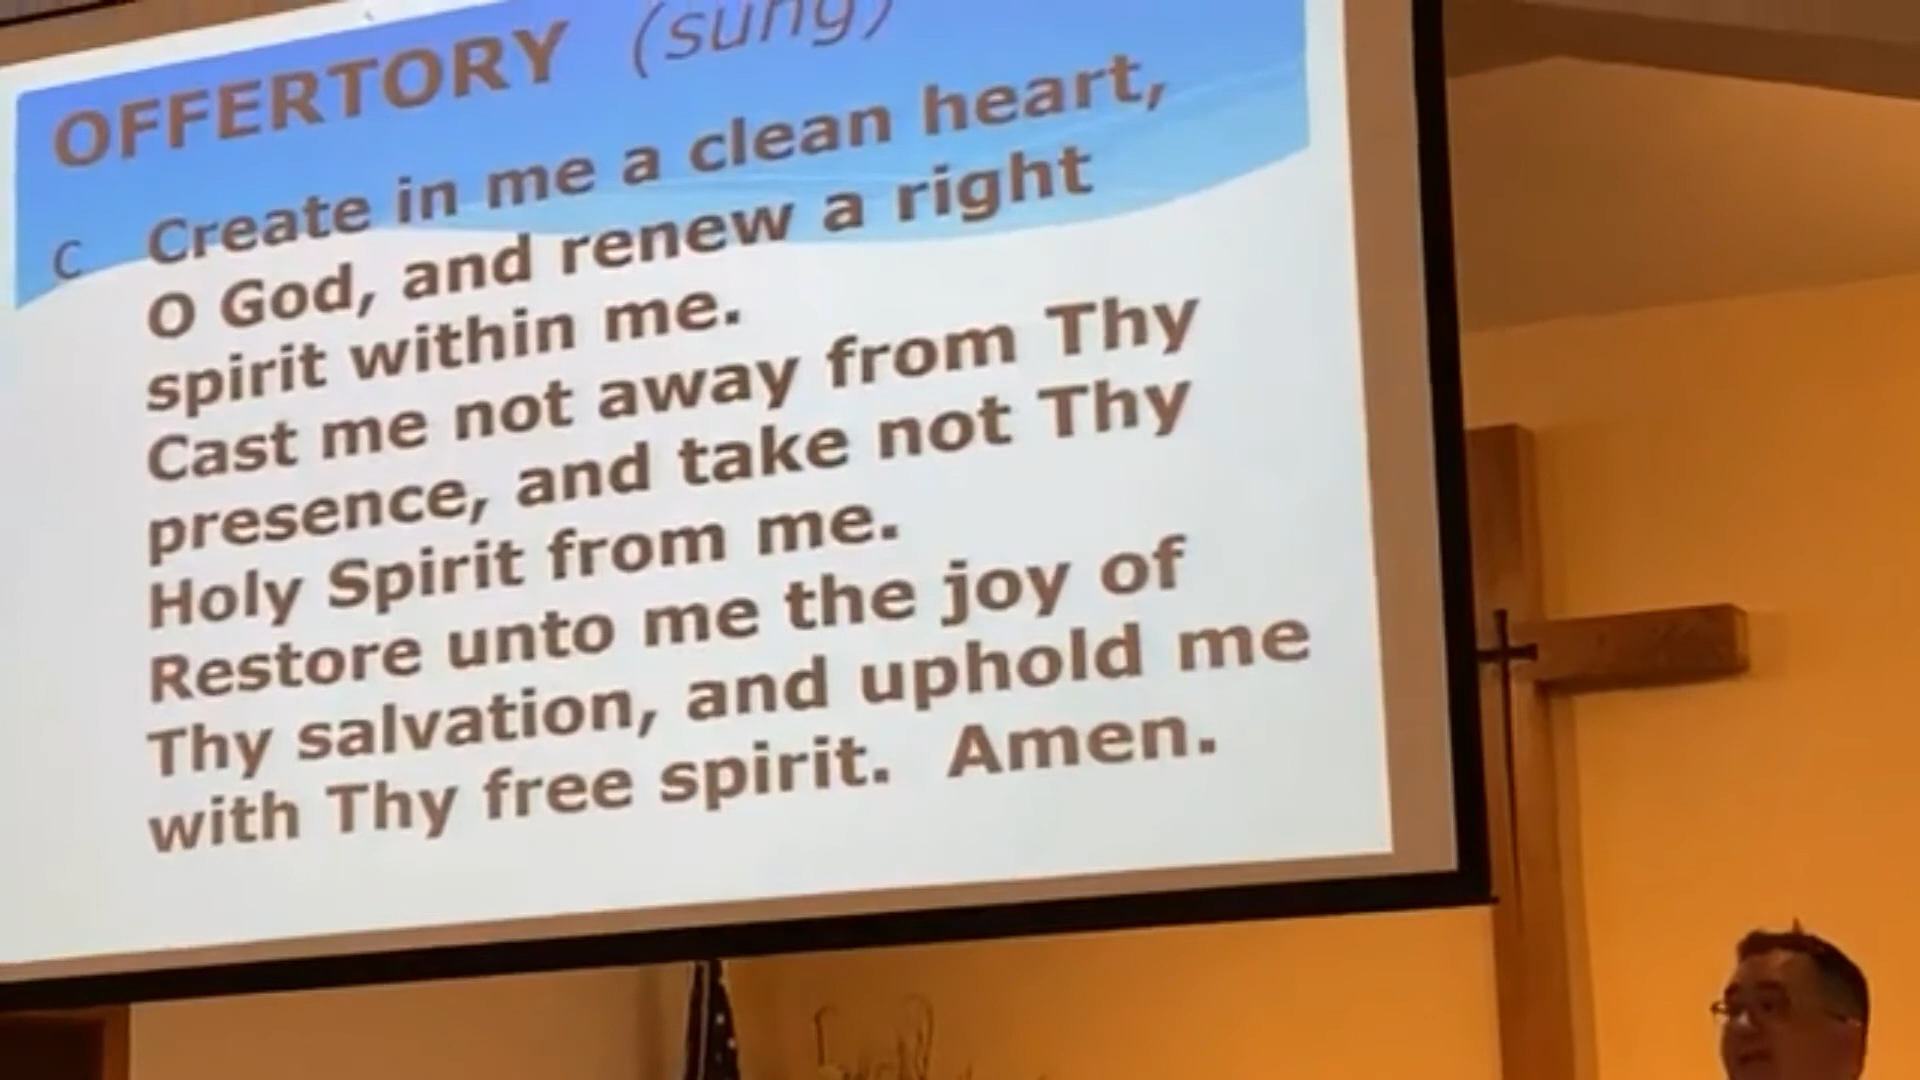 OFFERTORY (sung)
C Create in me a clean heart,
O God, and renew a right
spirit within me.
Cast me not away from Thy
presence, and take not Thy
Holy Spirit from me.
Restore unto me the joy of
Thy salvation, and uphold me
with Thy free spirit. Amen.